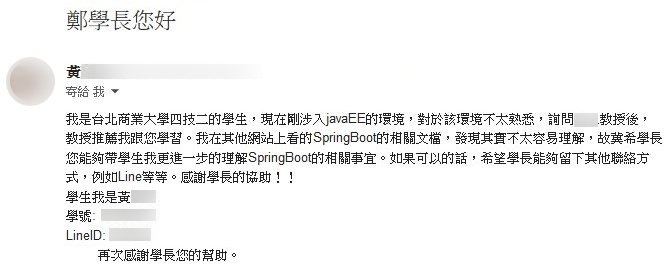 鄭學長您好
黃
寄給 我
我是台北商業大學四技二的學生，現在剛涉入javaEE的環境，對於該環境不太熟悉，詢問 教授後，
教授推薦我跟您學習。我在其他網站上看的SpringBoot的相關文檔，發現其實不太容易理解，故冀希學長
您能夠帶學生我更進一步的理解SpringBoot的相關事宜。如果可以的話，希望學長能夠留下其他聯絡方
式，例如Line等等。感謝學長的協助！！
學生我是黃
學號:
LineID:
再次感謝學長您的幫助。